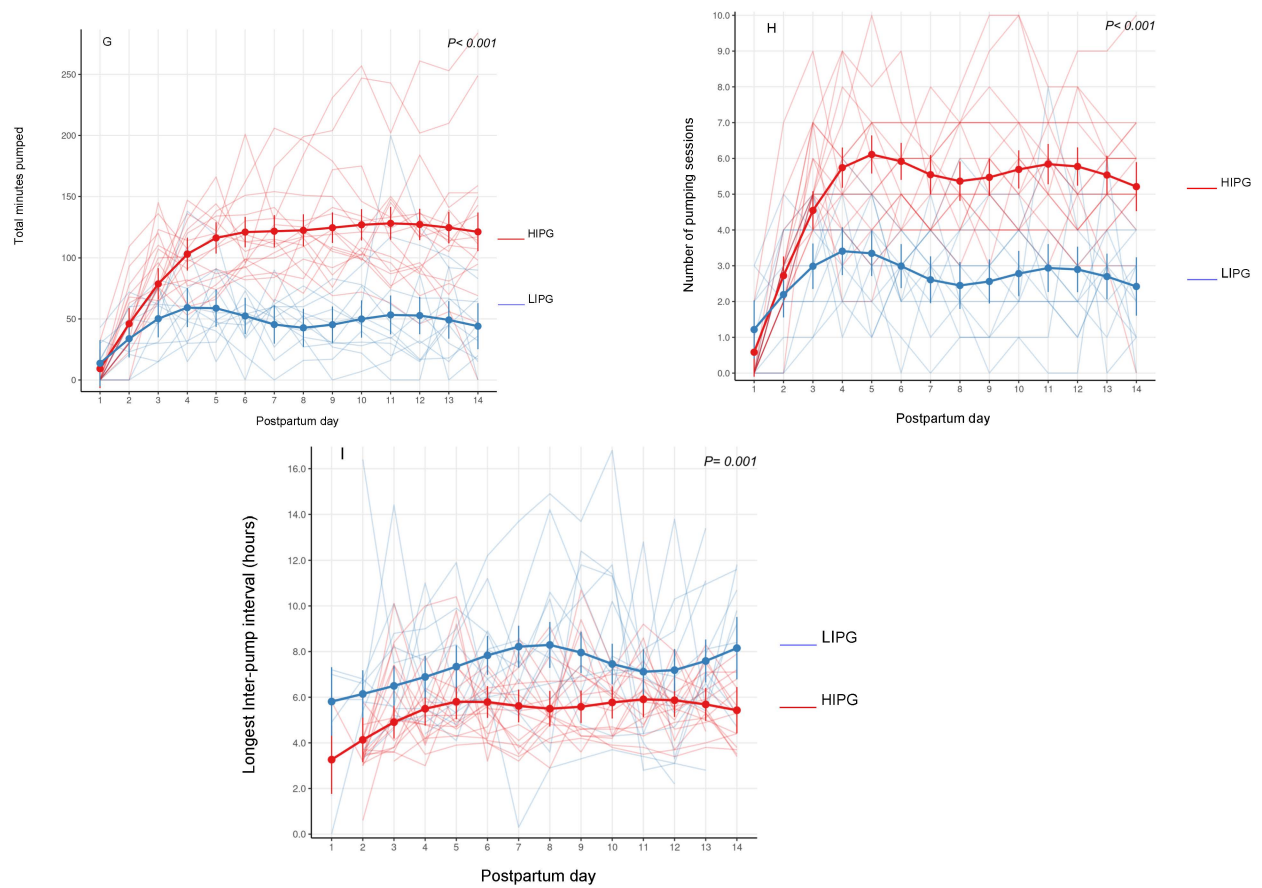 G
P< 0.001
250
200
150
100
50
0
1 2 3 4 5 6 7 8 9 10 11 12 13 14
Postpartum day
Total minutes pumped
HIPG
LIPG
H
P< 0.001
10.0
9.0
8.0
7.0
6.0
5.0
4.0
3.0
2.0
1.0
0.0
1 2 3 4 5 6 7 8 9 10 11 12 13 14
Postpartum day
Number of pumping sessions
HIPG
LIPG
I
P= 0.001
16.0
14.0
12.0
10.0
8.0
6.0
4.0
2.0
0.0
1 2 3 4 5 6 7 8 9 10 11 12 13 14
Postpartum day
Longest Inter-pump interval (hours)
LIPG
HIPG